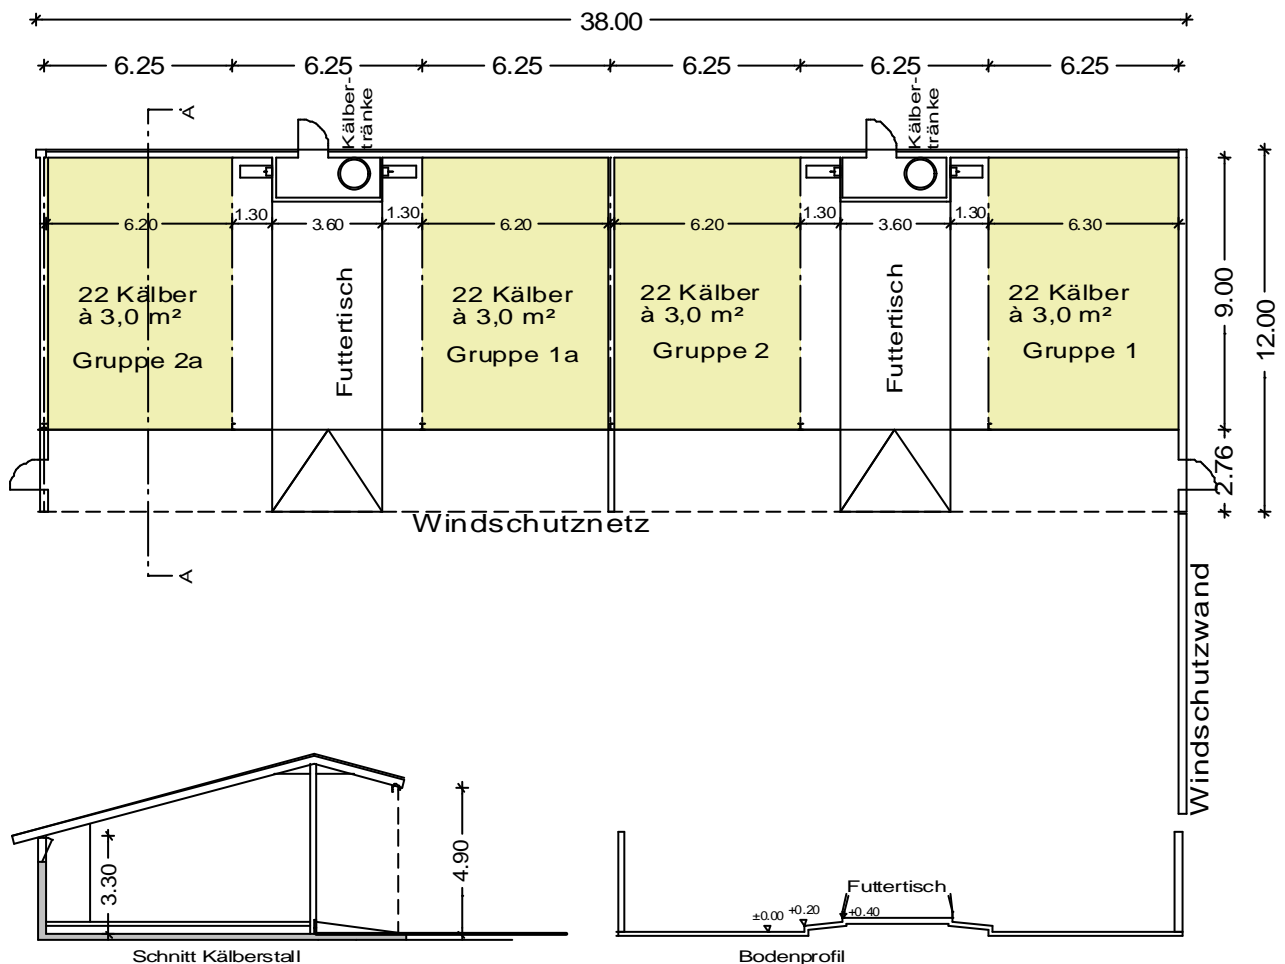 38.00
6.25 6.25 6.25 6.25 6.25 6.25
Kälber-
tränke
Kälber-
tränke
A
6.20 1.30 3.60 1.30 6.20 6.20 1.30 3.60 1.30 6.30
22 Kälber
à 3,0 m²
Gruppe 2a
Futtertisch
22 Kälber
à 3,0 m²
Gruppe 1a
22 Kälber
à 3,0 m²
Gruppe 2
Futtertisch
22 Kälber
à 3,0 m²
Gruppe 1
9.00
12.00
2.76
Windschutznetz
A
Windschutzwand
3.30
4.90
Schnitt Kälberstall
Futtertisch
±0.00 +0.20 +0.40
Bodenprofil